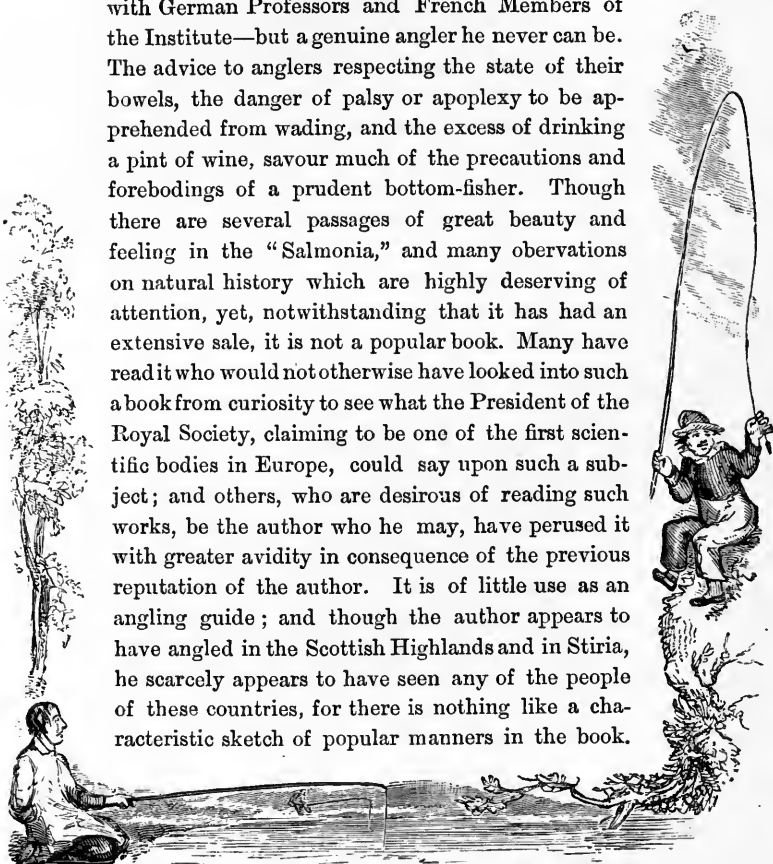 with German Professors and French Members of
the Institute—but a genuine angler he never can be.
The advice to anglers respecting the state of their
bowels, the danger of palsy or apoplexy to be ap-
prehended from wading, and the excess of drinking
a pint of wine, savour much of the precautions and
forebodings of a prudent bottom-fisher. Though
there are several passages of great beauty and
feeling in the “Salmonia,” and many obervations
on natural history which are highly deserving of
attention, yet, notwithstanding that it has had an
extensive sale, it is not a popular book. Many have
read it who would not otherwise have looked into such
a book from curiosity to see what the President of the
Royal Society, claiming to be one of the first scien-
tific bodies in Europe, could say upon such a sub-
ject; and others, who are desirous of reading such
works, be the author who he may, have perused it
with greater avidity in consequence of the previous
reputation of the author. It is of little use as an
angling guide; and though the author appears to
have angled in the Scottish Highlands and in Stiria,
he scarcely appears to have seen any of the people
of these countries, for there is nothing like a cha-
racteristic sketch of popular manners in the book.